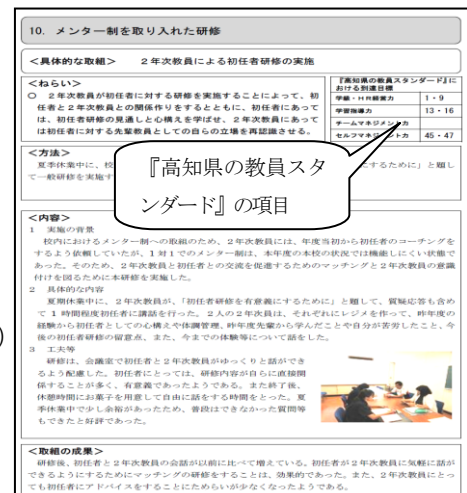 10. メンター制を取り入れた研修
＜具体的な取組＞ 2年次教員による初任者研修の実施
＜ねらい＞
○ 2年次教員が初任者に対する研修を実施することによって、初
任者と2年次教員との関係作りをするとともに、初任者にあって
は、初任者研修の見通しと心構えを学ばせ、2年次教員にあって
は初任者に対する先輩教員としての自らの立場を再認識させる。
『高知県の教員スタンダード』に
おける到達目標
学級・HR経営力 1・9
学習指導力 13・16
チームマネジメント力
セルフマネジメント力 45・47
＜方法＞
夏季休業中に、校
にするために」と題し
て一般研修を実施す
『高知県の教員スタ
ンダード』の項目
＜内容＞
1 実施の背景
校内におけるメンター制への取組のため、2年次教員には、年度当初から初任者のコーチングを
するよう依頼していたが、1対1でのメンター制は、本年度の本校の状況では機能しにくい状態で
あった。そのため、2年次教員と初任者との交流を促進するためのマッチングと2年次教員の意識
付けを図るために本研修を実施した。
2 具体的な内容
夏期休業中に、2年次教員が、「初任者研修を有意義にするために」と題して、質疑応答も含め
て1時間程度初任者に講話を行った。2人の2年次教員は、それぞれにレジメを作って、昨年度の
経験から初任者としての心構えや体調管理、昨年度先輩から学んだことや自分が苦労したこと、今
後の初任者研修の留意点、また、今までの体験等について話をした。
3 工夫等
研修は、会議室で初任者と2年次教員がゆっくりと話ができ
るよう配慮した。初任者にとっては、研修内容が自らに直接関
係することが多く、有意義であったようである。また終了後、
休憩時間にお菓子を用意して自由に話をする時間をとった。夏
季休業中で少し余裕があったため、普段はできなかった質問等
もできたと好評であった。
＜取組の成果＞
研修後、初任者と2年次教員の会話が以前に比べて増えている。初任者が2年次教員に気軽に話が
できるようにするためにマッチングの研修をすることは、効果的であった。また、2年次教員にとっ
ても初任者にアドバイスをすることにためらいが少なくなったようである。